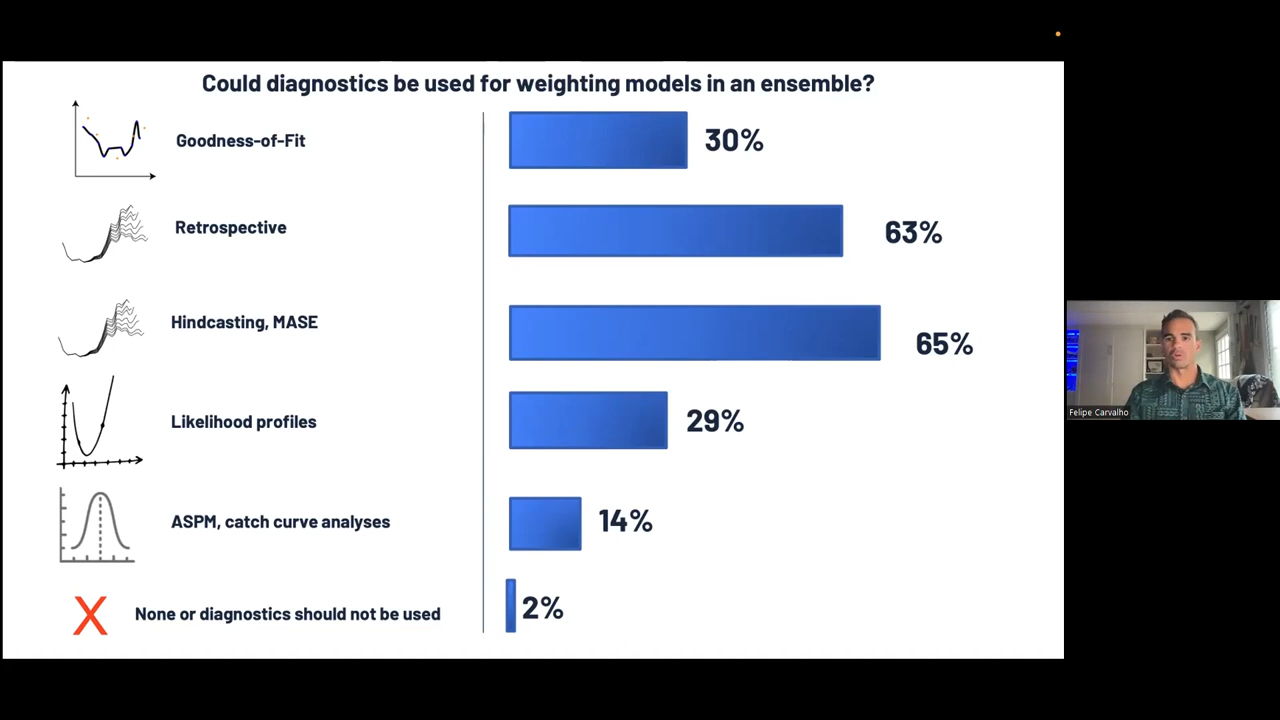 Could diagnostics be used for weighting models in an ensemble?
Goodness-of-Fit
30%
Retrospective
63%
Hindcasting, MASE
65%
Likelihood profiles
29%
ASPM, catch curve analyses
14%
None or diagnostics should not be used
2%
Felipe Carvalho